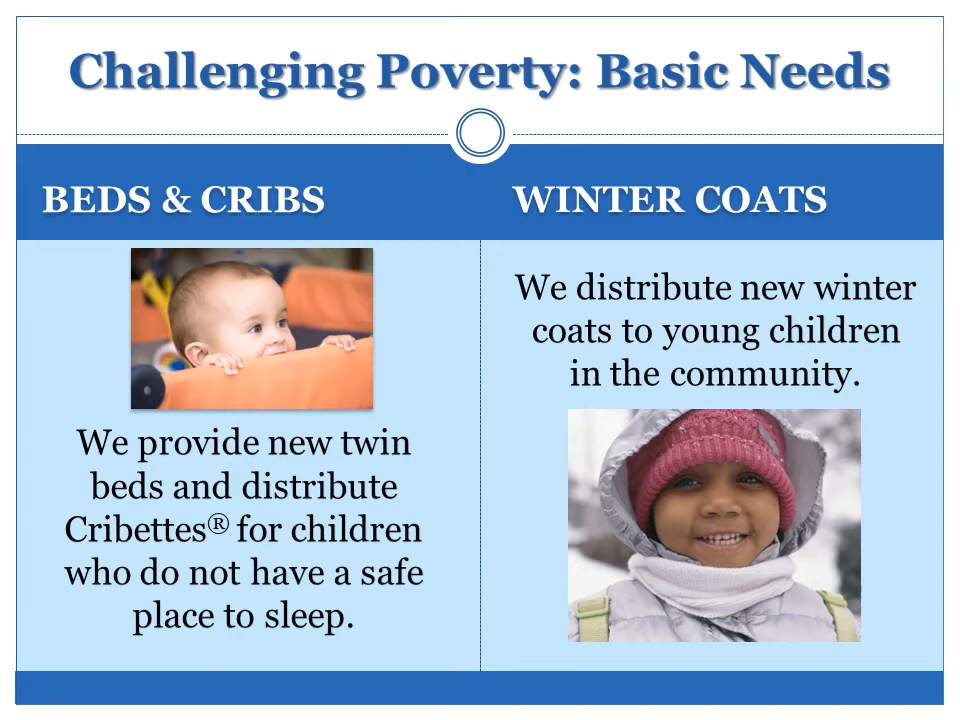 Challenging Poverty: Basic Needs
BEDS & CRIBS
We provide new twin
beds and distribute
Cribettes® for children
who do not have a safe
place to sleep.
WINTER COATS
We distribute new winter
coats to young children
in the community.